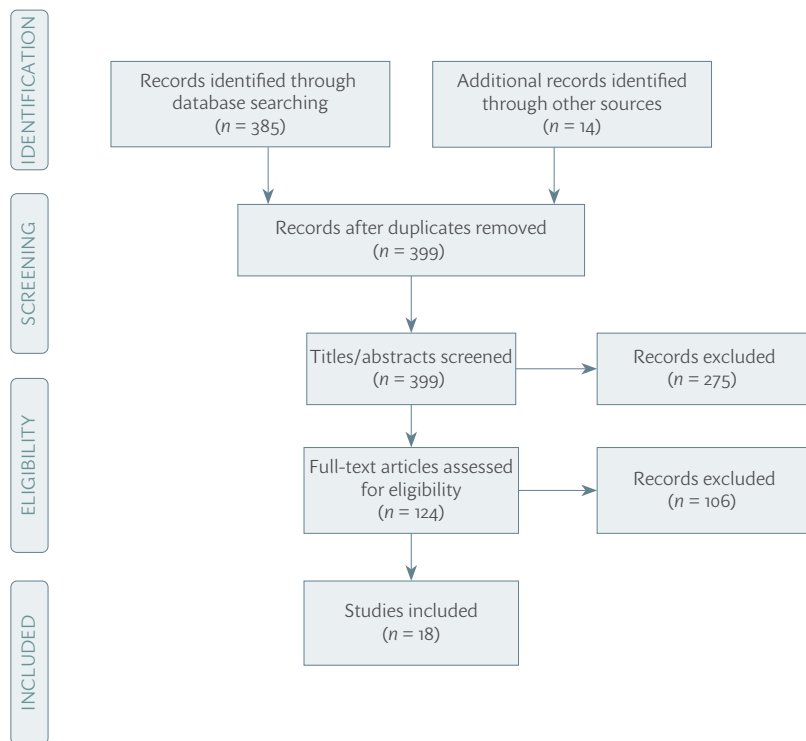 IDENTIFICATION
Records identified through
database searching
(n = 385)
Additional records identified
through other sources
(n = 14)
SCREENING
Records after duplicates removed
(n = 399)
Titles/abstracts screened
(n = 399)
Records excluded
(n = 275)
ELIGIBILITY
Full-text articles assessed
for eligibility
(n = 124)
Records excluded
(n = 106)
INCLUDED
Studies included
(n = 18)